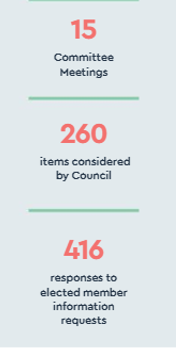 15
Committee
Meetings
260
items considered
by Council
416
responses to
elected member
information
requests